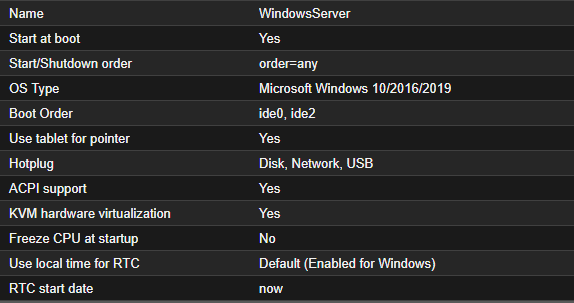 Name WindowsServer
Start at boot Yes
Start/Shutdown order order=any
OS Type Microsoft Windows 10/2016/2019
Boot Order ide0, ide2
Use tablet for pointer Yes
Hotplug Disk, Network, USB
ACPI support Yes
KVM hardware virtualization Yes
Freeze CPU at startup No
Use local time for RTC Default (Enabled for Windows)
RTC start date now